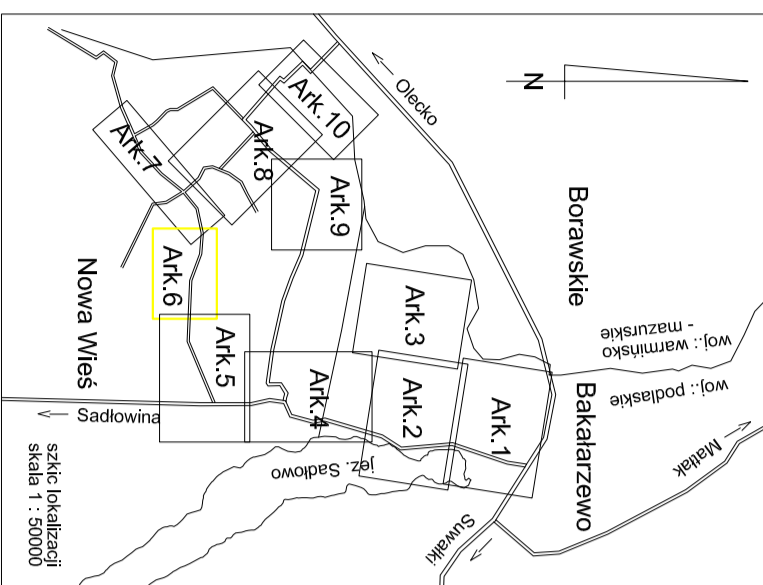 Olecko
N
Borawskie
Ark.10
Ark.8
Ark.7
Ark.9
Ark.6
Nowa Wieś
Ark.5
Ark.3
Ark.4
Ark.2
Ark.1
woj.: warmińsko
- mazurskie
woj.: podlaskie
Bakałarzewo
Matłak
Sadłowina
jez. Sadłowo
Suwałki
szkic lokalizacji
skala 1 : 50000